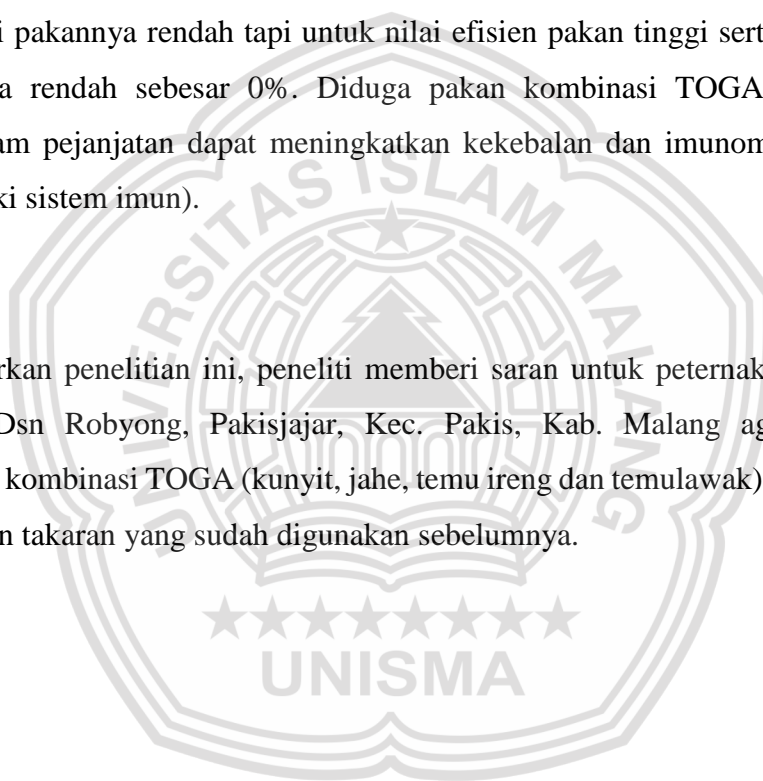 i pakannya rendah tapi untuk nilai efisien pakan tinggi sert
a rendah sebesar 0%. Diduga pakan kombinasi TOGA
am pejanjatan dapat meningkatkan kekebalan dan imunom
ki sistem imun).
rkan penelitian ini, peneliti memberi saran untuk peternak
Dsn Robyong, Pakisjajar, Kec. Pakis, Kab. Malang ag
kombinasi TOGA (kunyit, jahe, temu ireng dan temulawak)
n takaran yang sudah digunakan sebelumnya.
UNIVERSITAS ISLAM MALANG
UNISMA